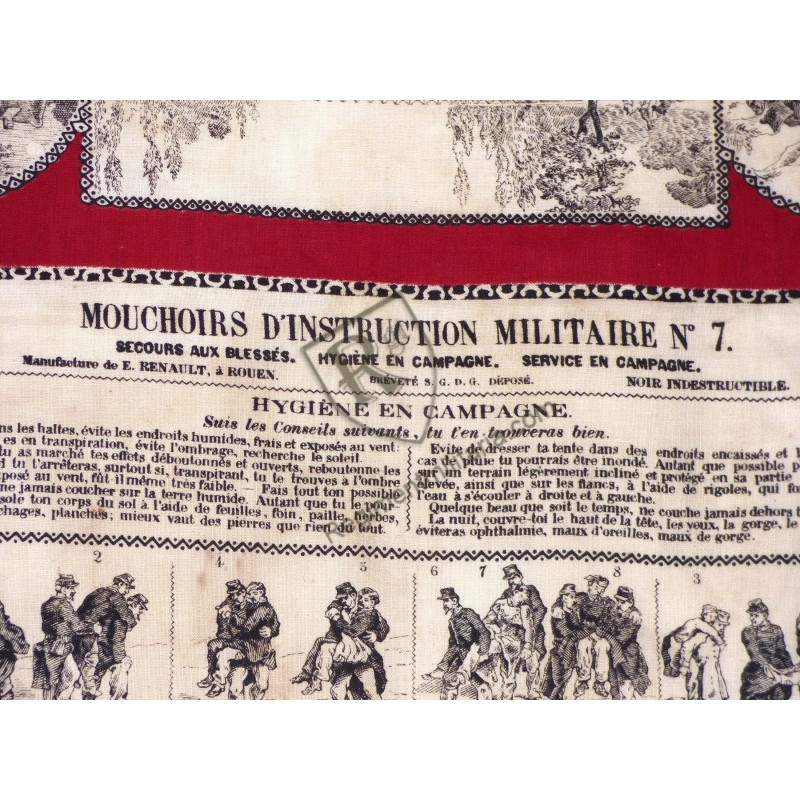 MOUCHOIRS D'INSTRUCTION MILITAIRE Nº 7.
SECOURS AUX BLESSÉS. HYGIÈNE EN CAMPAGNE. SERVICE EN CAMPAGNE.
Manufacture de E. RENAULT, à ROUEN. BRÉVETÉ S. G. D. G. DÉPOSÉ. NOIR INDESTRUCTIBLE.
HYGIÈNE EN CAMPAGNE.
Suis les Conseils suivants, tu t'en trouveras bien.
ns les haltes, évite les endroits humides, frais et exposés au vent:
es en transpiration, évite l'ombrage, recherche le soleil.
tu as marché tes effets déboutonnés et ouverts, reboutonne les
d tu t'arrêteras, surtout si, transpirant, tu te trouves à l'ombre
posé au vent, fût-il même très faible. — Fais tout ton possible
ne jamais coucher sur la terre humide. Autant que tu le pour
sole ton corps du sol à l'aide de feuilles, foin, paille, herbes,
chages, planches; mieux vaut des pierres que rien du tout.
Evite de dresser ta tente dans des endroits encaissés et b
cas de pluie tu pourrais être inondé. Autant que possible p
sur un terrain légèrement incliné et protégé en sa partie
élevée, ainsi que sur les flancs, à l'aide de rigoles, qui fo
l'eau à s'écouler à droite et à gauche.
Quelque beau que soit le temps, ne couche jamais dehors t
La nuit, couvre-toi le haut de la tête, les yeux, la gorge, le
éviteras ophthalmie, maux d'oreilles, maux de gorge.
2 4. 5 6 7 8 3
R